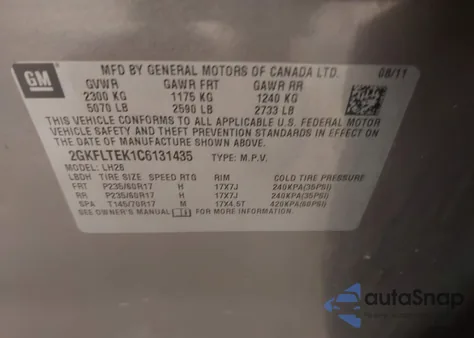 GM
MFD BY GENERAL MOTORS OF CANADA LTD. 08/11
GVWR GAWR FRT GAWR RR
2300 KG 1175 KG 1240 KG
5070 LB 2590 LB 2733 LB
THIS VEHICLE CONFORMS TO ALL APPLICABLE U.S. FEDERAL MOTOR
VEHICLE SAFETY AND THEFT PREVENTION STANDARDS IN EFFECT ON
THE DATE OF MANUFACTURE SHOWN ABOVE.
2GKFLTEK1C6131435 TYPE: M.P.V.
MODEL: LH26
LBDH TIRE SIZE SPEED RTG RIM COLD TIRE PRESSURE
FRT P235/60R17 H 17X7J 240KPA(35PSI)
RR P235/60R17 H 17X7J 240KPA(35PSI)
SPA T145/70R17 M 17X4.5T 420KPA(60PSI)
SEE OWNER'S MANUAL FOR MORE INFORMATION.
autoSnap